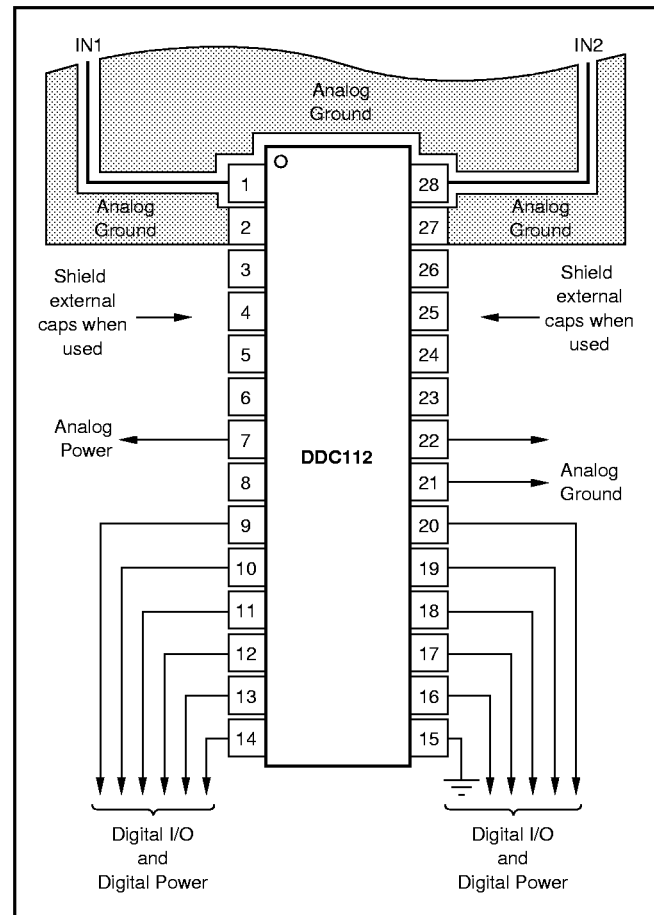 IN1
IN2
Analog
Ground
1
28
Analog
Ground
Analog
Ground
2
27
3
26
Shield
external
caps when
used
Shield
external
caps when
used
4
25
5
24
6
23
Analog
Power
7
22
DDC112
8
21
Analog
Ground
9
20
10
19
11
18
12
17
13
16
14
15
Digital I/O
and
Digital Power
Digital I/O
and
Digital Power